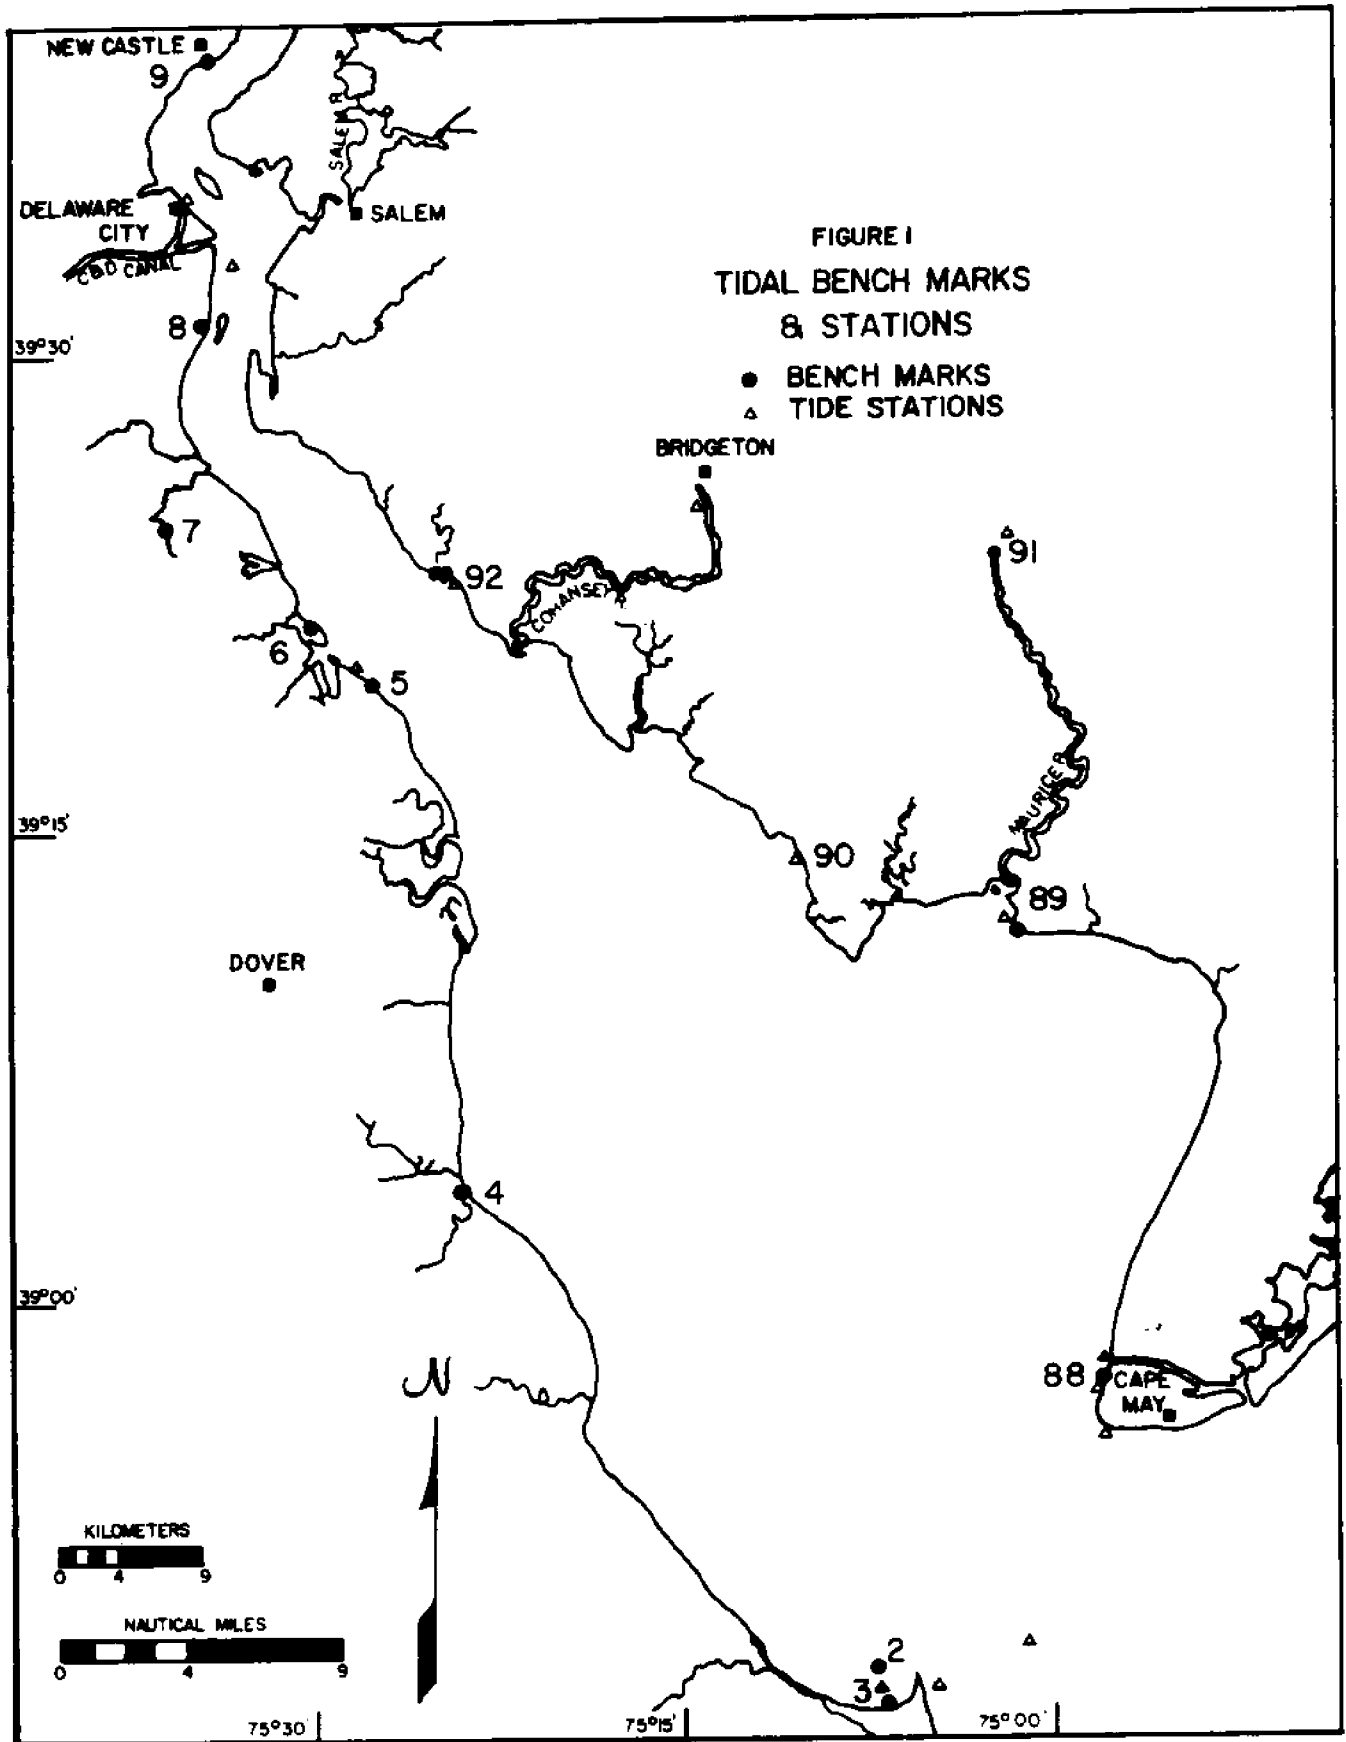 NEW CASTLE
9
SALEM R
DELAWARE
CITY
SALEM
C&D CANAL
FIGURE 1
TIDAL BENCH MARKS
& STATIONS
8
39°30'
BENCH MARKS
TIDE STATIONS
BRIDGETON
7
91
92
COHANSEY
6
5
MAURICE R
39°15'
90
89
DOVER
4
39°00'
N
88
CAPE
MAY
KILOMETERS
0 4 9
NAUTICAL MILES
0 4 9
2
3
75°30'
75°15'
75°00'